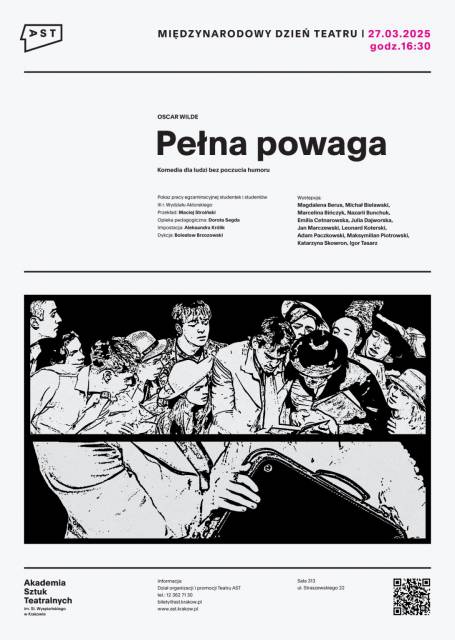 AST
MIĘDZYNARODOWY DZIEŃ TEATRU | 27.03.2025
godz.16:30
OSCAR WILDE
Pełna powaga
Komedia dla ludzi bez poczucia humoru
Pokaz pracy egzaminacyjnej studentek i studentów
III r. Wydziału Aktorskiego
Przekład: Maciej Stroiński
Opieka pedagogiczna: Dorota Segda
Impostacja: Aleksandra Królik
Dykcja: Bolesław Brzozowski
Występują:
Magdalena Berus, Michał Bielawski,
Marcelina Bińczyk, Nazarii Bunchuk,
Emilia Cetnarowska, Julia Dajworska,
Jan Marczewski, Leonard Koterski,
Adam Paczkowski, Maksymilian Piotrowski,
Katarzyna Skowron, Igor Tasarz
Akademia
Sztuk
Teatralnych
im. St. Wyspiańskiego
w Krakowie
Informacje:
Dział organizacji i promocji Teatru AST
tel.: 12 362 71 30
bilety@ast.krakow.pl
www.ast.krakow.pl
Sala 313
ul. Straszewskiego 22